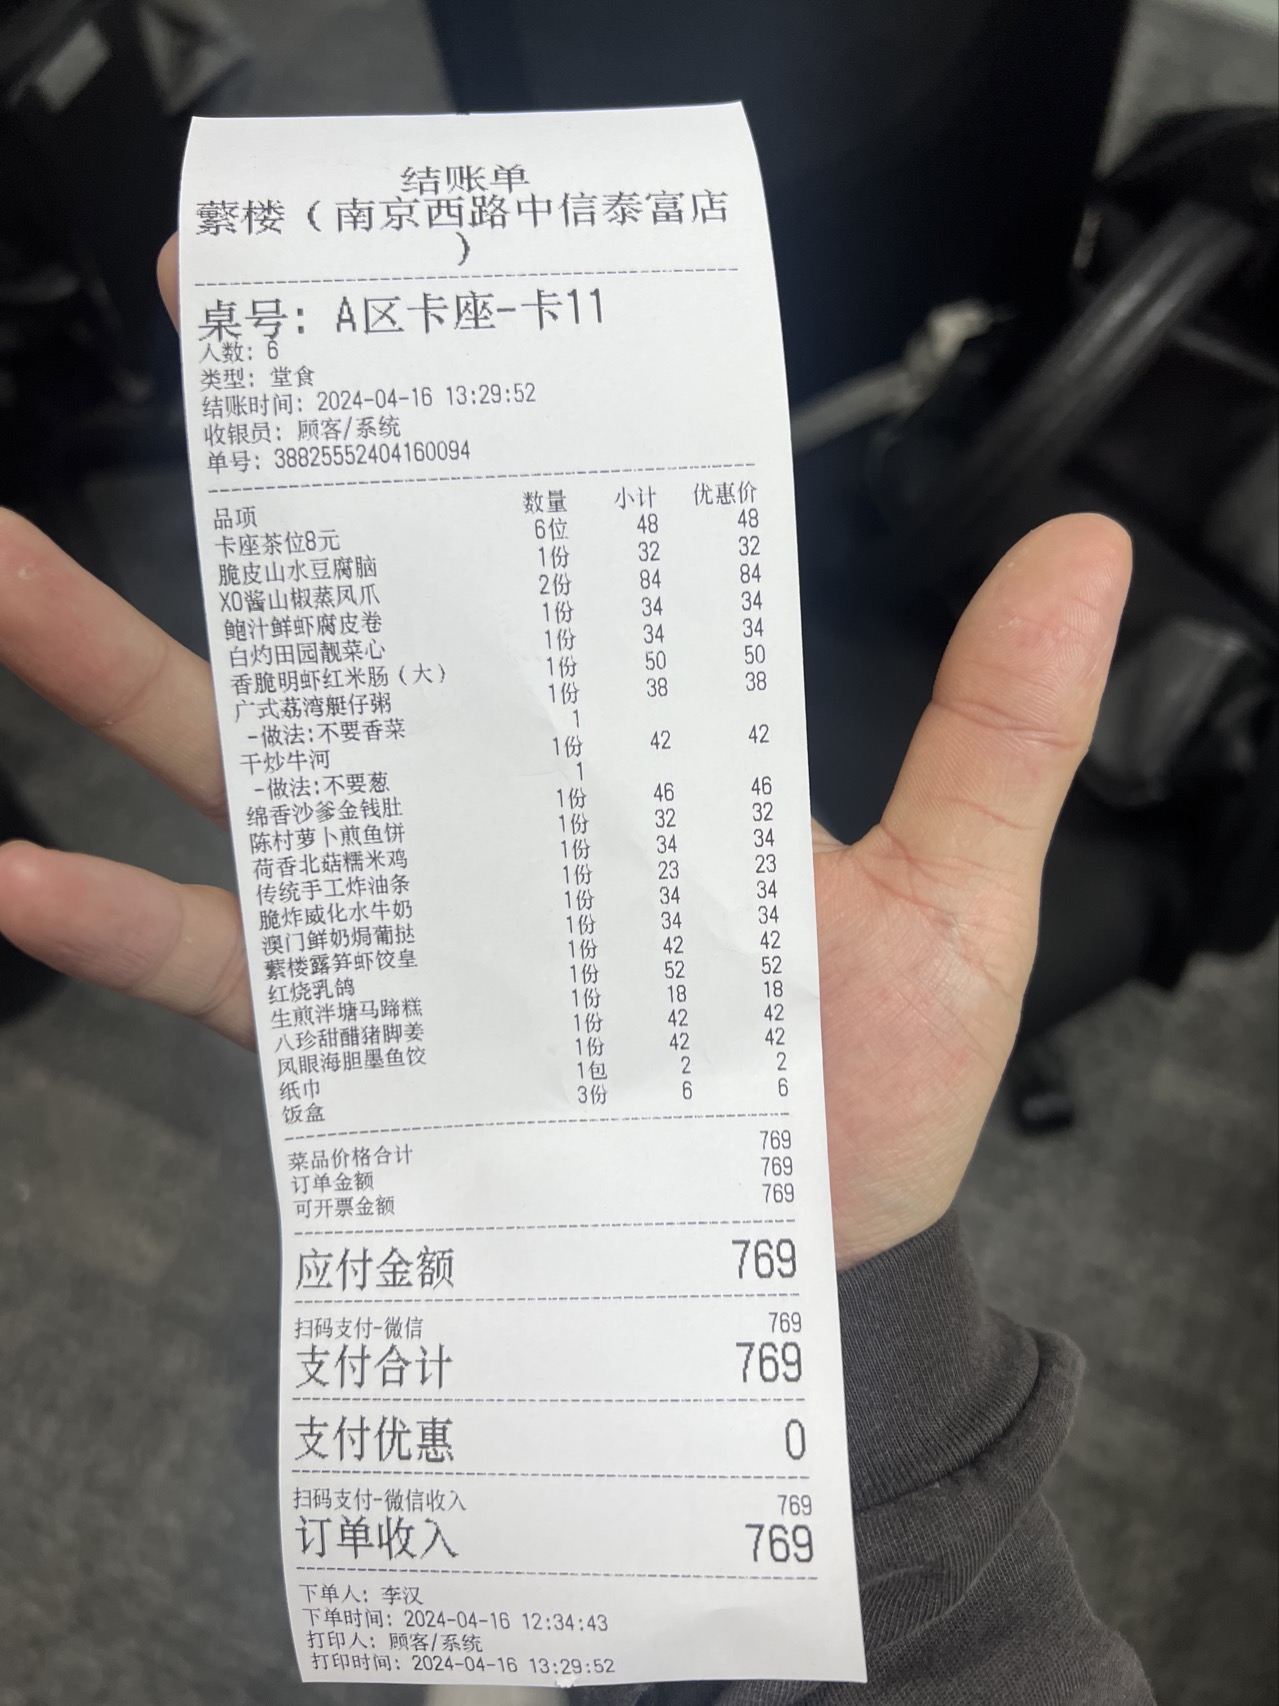 结账单
蘩楼（南京西路中信泰富店
）
桌号: A区卡座-卡11
人数: 6
类型: 堂食
结账时间: 2024-04-16 13:29:52
收银员: 顾客/系统
单号: 38825552404160094
品项 数量 小计 优惠价
卡座茶位8元 6位 48 48
脆皮山水豆腐脑 1份 32 32
XO酱山椒蒸凤爪 2份 84 84
鲍汁鲜虾腐皮卷 1份 34 34
白灼田园靓菜心 1份 34 34
香脆明虾红米肠（大） 1份 50 50
广式荔湾艇仔粥 1份 38 38
-做法:不要香菜 1
干炒牛河 1份 42 42
-做法:不要葱 1
绵香沙爹金钱肚 1份 46 46
陈村萝卜煎鱼饼 1份 32 32
荷香北菇糯米鸡 1份 34 34
传统手工炸油条 1份 23 23
脆炸威化水牛奶 1份 34 34
澳门鲜奶焗葡挞 1份 34 34
蘩楼露笋虾饺皇 1份 42 42
红烧乳鸽 1份 52 52
生煎泮塘马蹄糕 1份 18 18
八珍甜醋猪脚姜 1份 42 42
凤眼海胆墨鱼饺 1份 42 42
纸巾 1包 2 2
饭盒 3份 6 6
菜品价格合计 769
订单金额 769
可开票金额 769
应付金额 769
扫码支付-微信 769
支付合计 769
支付优惠 0
扫码支付-微信收入 769
订单收入 769
下单人: 李汉
下单时间: 2024-04-16 12:34:43
打印人: 顾客/系统
打印时间: 2024-04-16 13:29:52